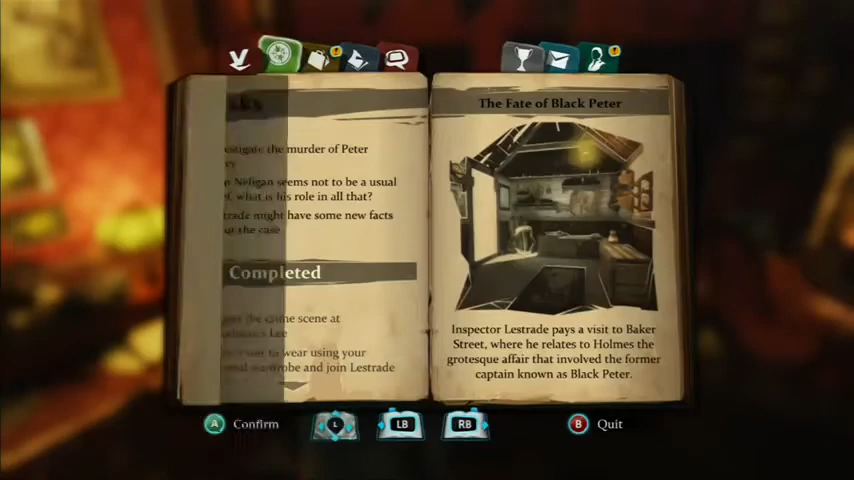 The Fate of Black Peter
estigate the murder of Peter
Nefigan seems not to be a usual
what is his role in all that?
trade might have some new facts
the case
Completed
the crime scene at
Lee
to wear using your
wardrobe and join Lestrade
Inspector Lestrade pays a visit to Baker
Street, where he relates to Holmes the
grotesque affair that involved the former
captain known as Black Peter.
A Confirm
L
LB
RB
B Quit